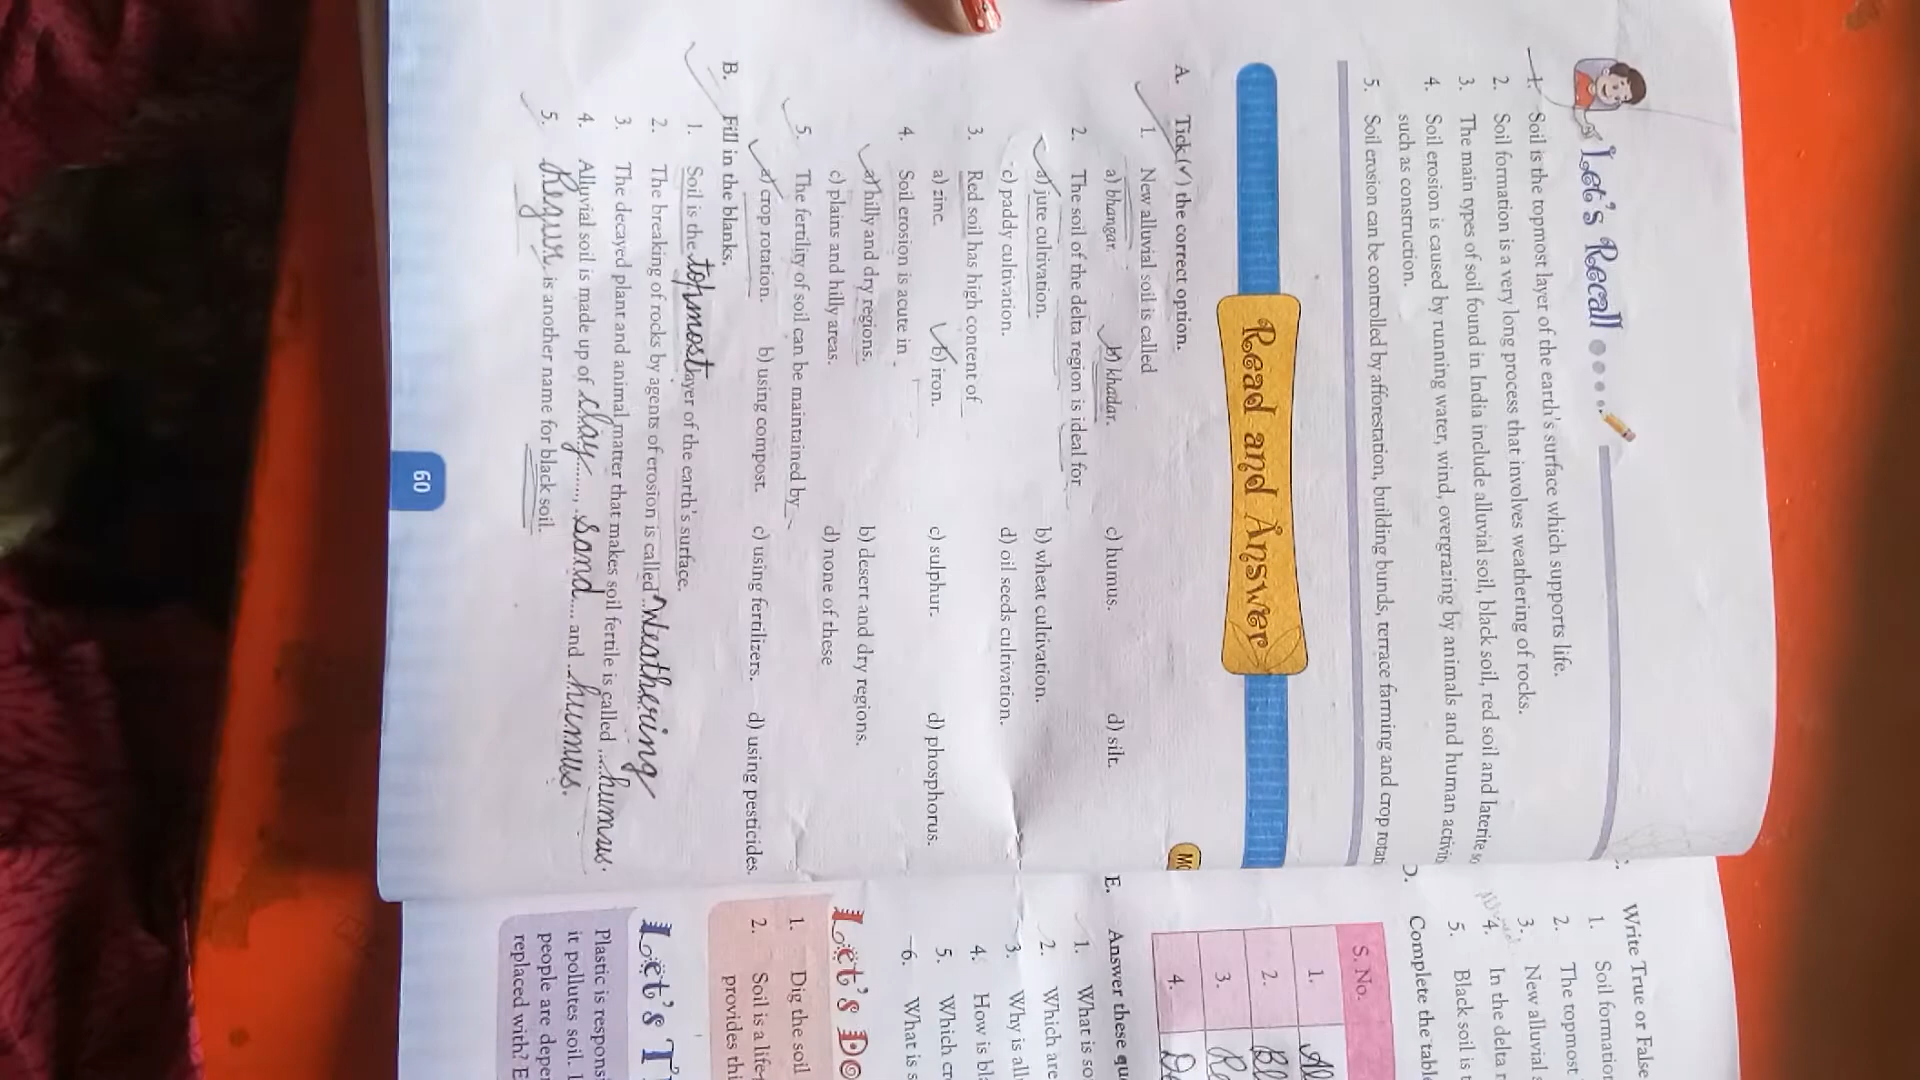 Let's Recall
1. Soil is the topmost layer of the earth's surface which supports life.
2. Soil formation is a very long process that involves weathering of rocks.
3. The main types of soil found in India include alluvial soil, black soil, red soil and laterite so
4. Soil erosion is caused by running water, wind, overgrazing by animals and human activiti
such as construction.
5. Soil erosion can be controlled by afforestation, building bunds, terrace farming and crop rotati
Read and Answer
A. Tick (✓) the correct option.
1. New alluvial soil is called
a) bhangar. b) khadar. c) humus. d) silt.
2. The soil of the delta region is ideal for
a) jute cultivation. b) wheat cultivation.
c) paddy cultivation. d) oil seeds cultivation.
3. Red soil has high content of
a) zinc. b) iron. c) sulphur. d) phosphorus.
4. Soil erosion is acute in
a) hilly and dry regions. b) desert and dry regions.
c) plains and hilly areas. d) none of these
5. The fertility of soil can be maintained by
a) crop rotation. b) using compost. c) using fertilizers. d) using pesticides.
B. Fill in the blanks.
1. Soil is the topmost layer of the earth's surface.
2. The breaking of rocks by agents of erosion is called Weathering
3. The decayed plant and animal matter that makes soil fertile is called humus.
4. Alluvial soil is made up of clay, sand and humus.
5. Regur is another name for black soil.
60
Write True or False
1. Soil formation
2. The topmost
3. New alluvial s
4. In the delta r
5. Black soil is t
D. Complete the table
S. No.
1. Al
2. Bl
3. Re
4.
E. Answer these qu
1. What is so
2. Which are
3. Why is all
4. How is bla
5. Which cr
6. What is s
Let's Do
1. Dig the soil
2. Soil is a life-
provides thi
Let's T
Plastic is respons
it pollutes soil. I
people are deper
replaced with? E